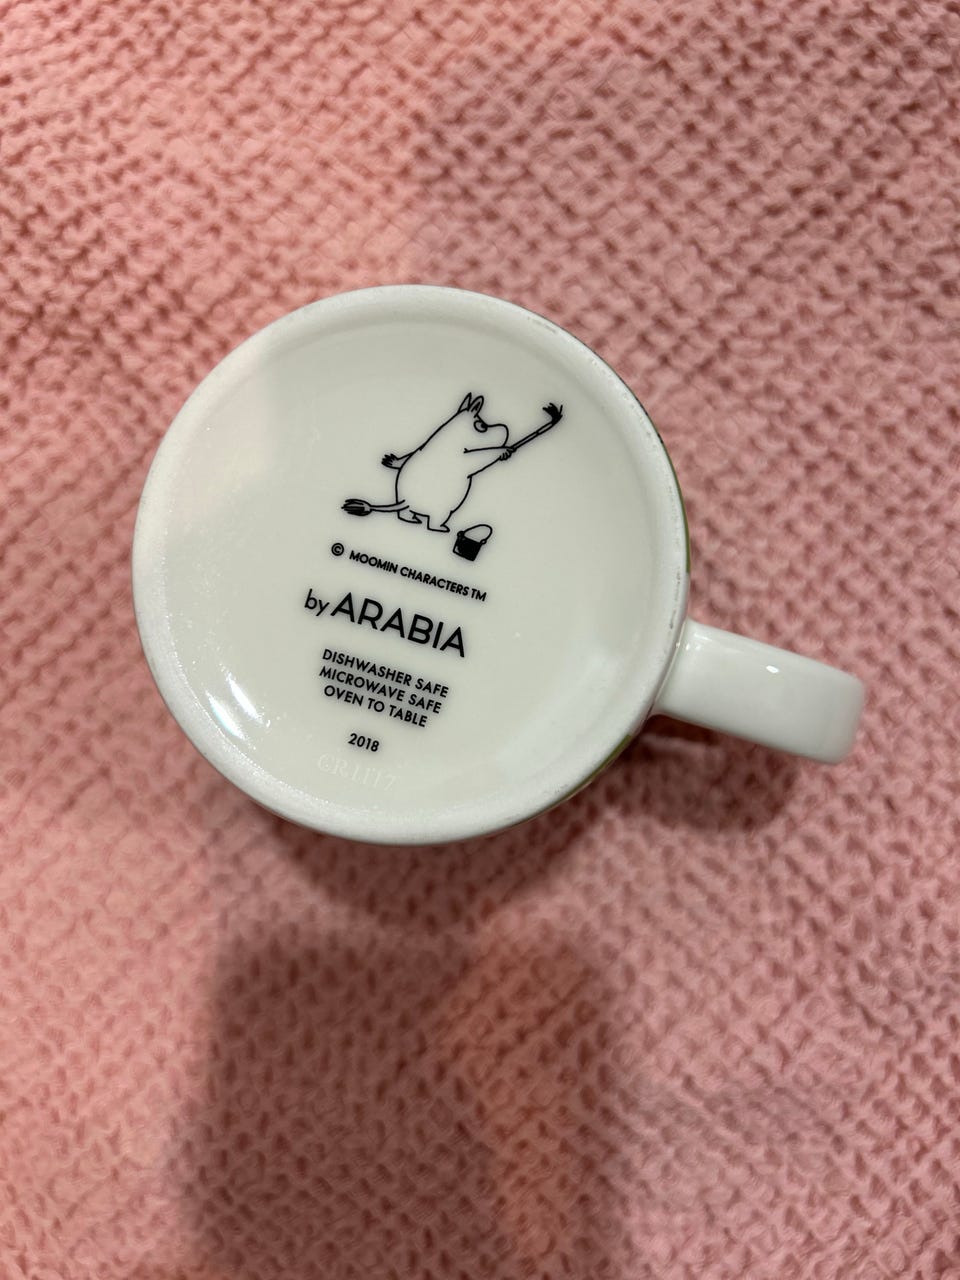 © MOOMIN CHARACTERS TM
by ARABIA
DISHWASHER SAFE
MICROWAVE SAFE
OVEN TO TABLE
2018